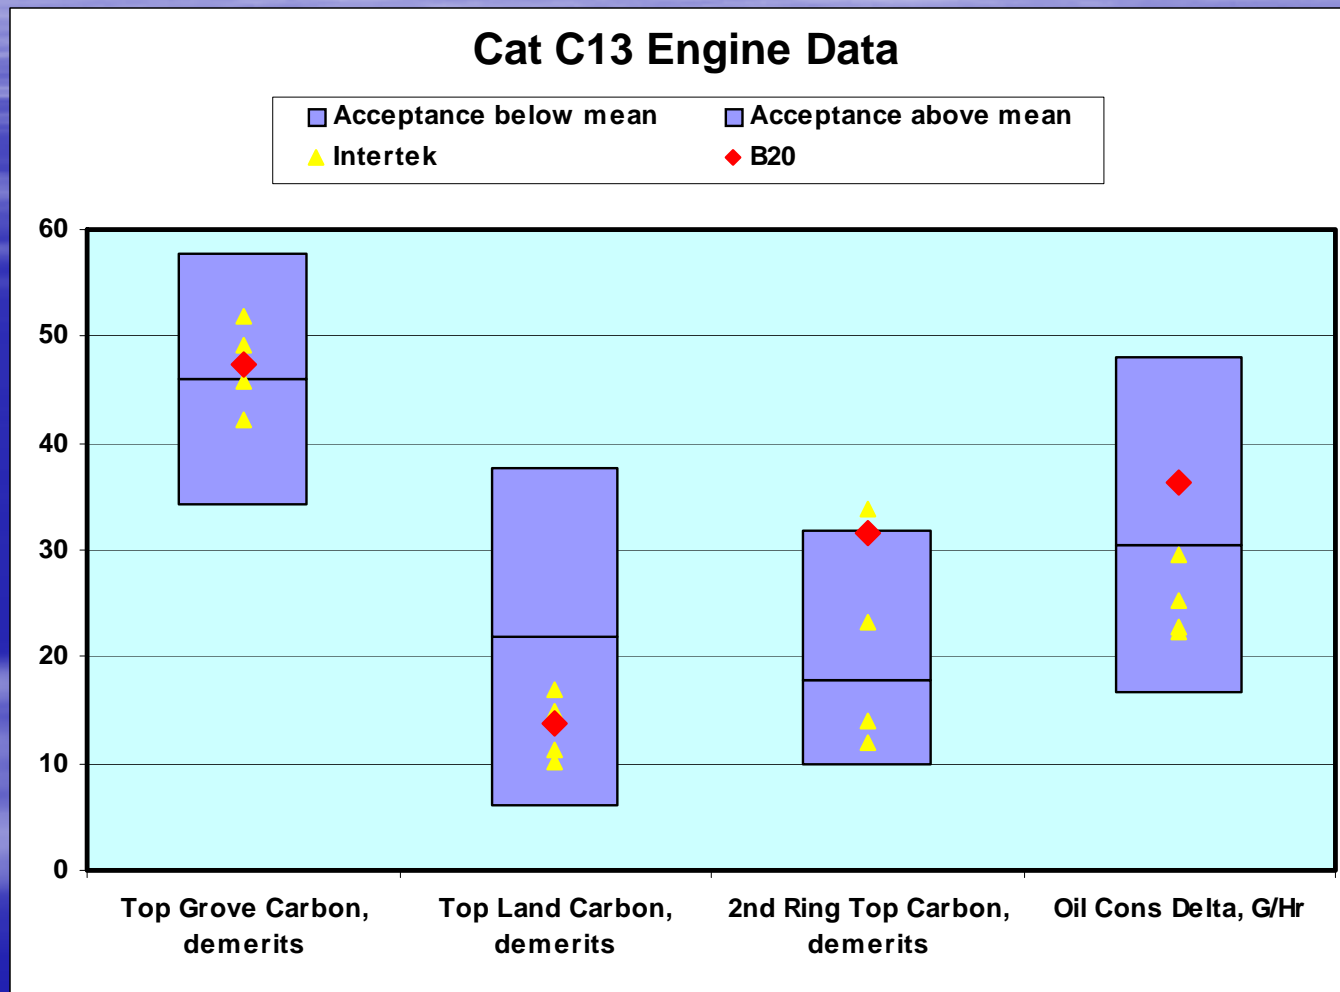 Cat C13 Engine Data
Acceptance below mean
Acceptance above mean
Intertek
B20
60
50
40
30
20
10
0
Top Grove Carbon,
demerits
Top Land Carbon,
demerits
2nd Ring Top Carbon,
demerits
Oil Cons Delta, G/Hr